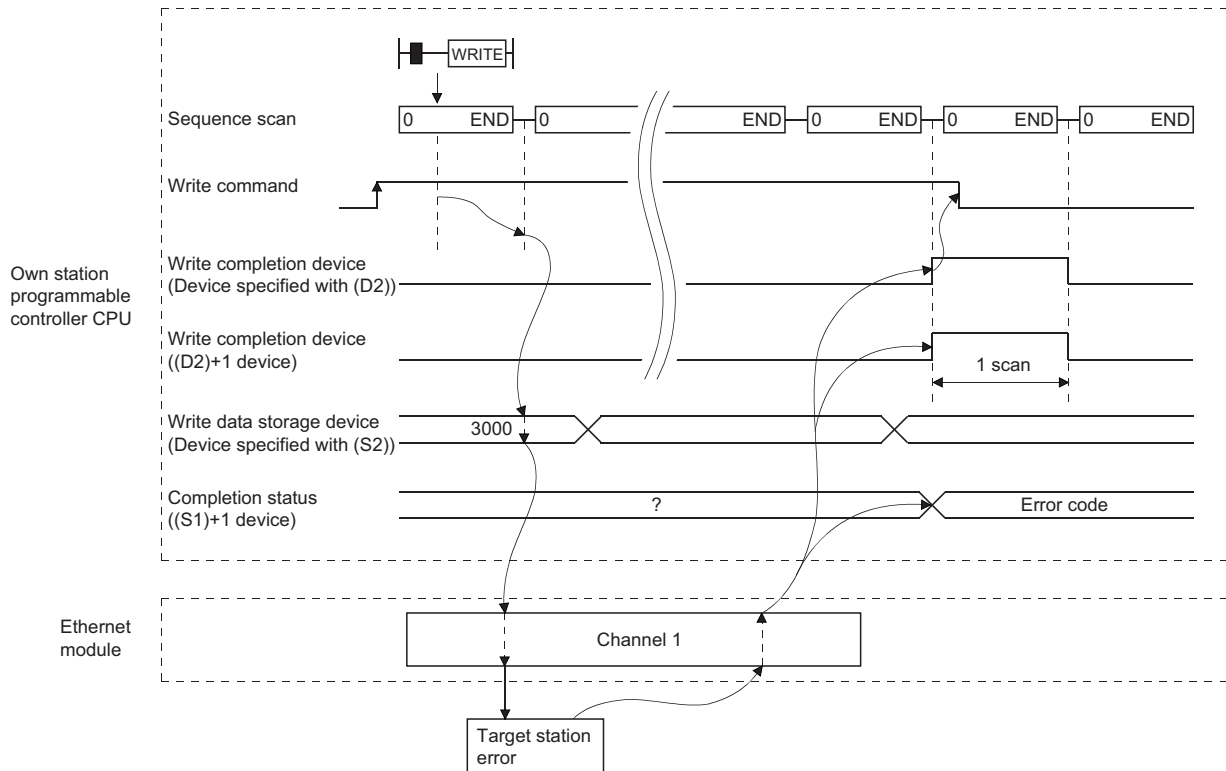 WRITE
Sequence scan
0 END 0 END 0 END 0 END 0 END
Write command
Own station
programmable
controller CPU
Write completion device
(Device specified with (D2))
Write completion device
((D2)+1 device)
1 scan
Write data storage device
(Device specified with (S2))
3000
Completion status
((S1)+1 device)
?
Error code
Ethernet
module
Channel 1
Target station
error